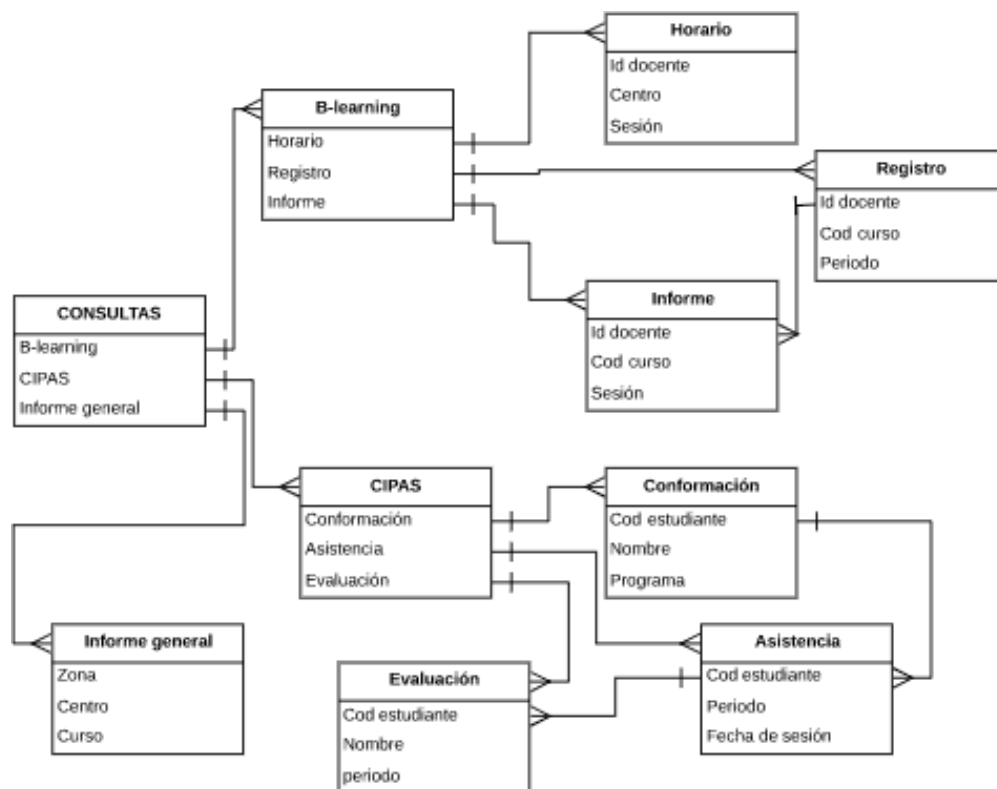 Horario
Id docente
Centro
Sesión
B-learning
Horario
Registro
Informe
Registro
Id docente
Cod curso
Periodo
Informe
Id docente
Cod curso
Sesión
CONSULTAS
B-learning
CIPAS
Informe general
CIPAS
Conformación
Asistencia
Evaluación
Conformación
Cod estudiante
Nombre
Programa
Informe general
Zona
Centro
Curso
Evaluación
Cod estudiante
Nombre
periodo
Asistencia
Cod estudiante
Periodo
Fecha de sesión